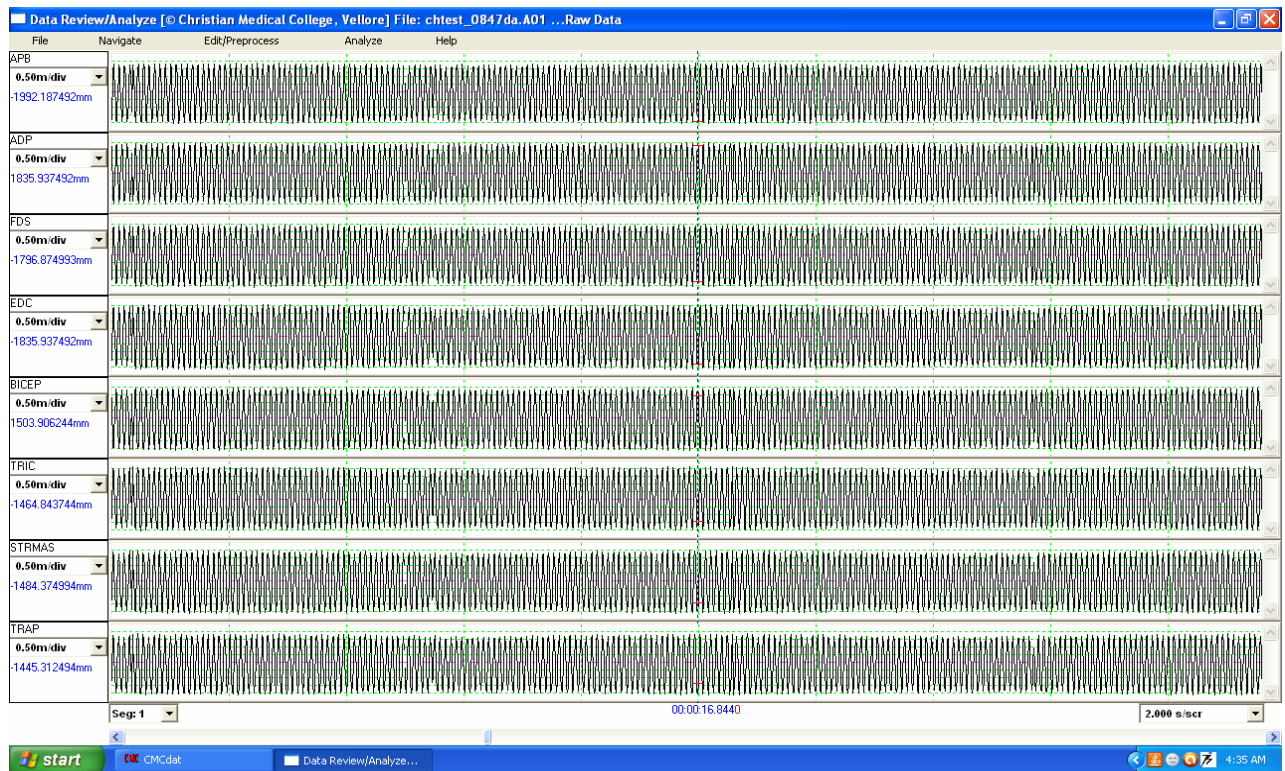 Data Review/Analyze [© Christian Medical College, Vellore] File: chtest_0847da.A01 ...Raw Data
File Navigate Edit/Preprocess Analyze Help
APB
0.50m/div
-1992.187492mm
ADP
0.50m/div
1835.937492mm
FDS
0.50m/div
-1796.874993mm
EDC
0.50m/div
-1835.937492mm
BICEP
0.50m/div
1503.906244mm
TRIC
0.50m/div
-1464.843744mm
STRMAS
0.50m/div
-1484.374994mm
TRAP
0.50m/div
-1445.312494mm
Seg: 1 00:00:16.8440 2.000 s/scr
start CMC CMCdat Data Review/Analyze... 4:35 AM